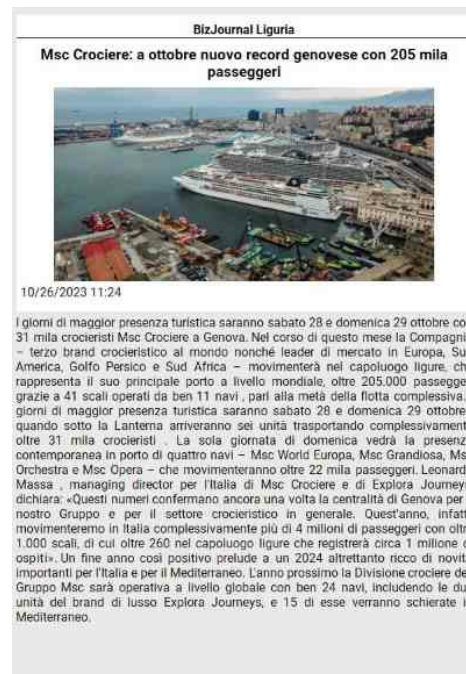 BizJournal Liguria
Msc Crociere: a ottobre nuovo record genovese con 205 mila
passeggeri
10/26/2023 11:24
I giorni di maggior presenza turistica saranno sabato 28 e domenica 29 ottobre co
31 mila crocieristi Msc Crociere a Genova. Nel corso di questo mese la Compagni
– terzo brand crocieristico al mondo nonché leader di mercato in Europa, Su
America, Golfo Persico e Sud Africa – movimenterà nel capoluogo ligure, ch
rappresenta il suo principale porto a livello mondiale, oltre 205.000 passegge
grazie a 41 scali operati da ben 11 navi , pari alla metà della flotta complessiva.
giorni di maggior presenza turistica saranno sabato 28 e domenica 29 ottobre
quando sotto la Lanterna arriveranno sei unità trasportando complessivament
oltre 31 mila crocieristi . La sola giornata di domenica vedrà la presenz
contemporanea in porto di quattro navi – Msc World Europa, Msc Grandiosa, Ms
Orchestra e Msc Opera – che movimenteranno oltre 22 mila passeggeri. Leonard
Massa , managing director per l'Italia di Msc Crociere e di Explora Journey
dichiara: «Questi numeri confermano ancora una volta la centralità di Genova per
nostro Gruppo e per il settore crocieristico in generale. Quest'anno, infatt
movimenteremo in Italia complessivamente più di 4 milioni di passeggeri con oltr
1.000 scali, di cui oltre 260 nel capoluogo ligure che registrerà circa 1 milione d
ospiti». Un fine anno così positivo prelude a un 2024 altrettanto ricco di novit
importanti per l'Italia e per il Mediterraneo. L'anno prossimo la Divisione crociere de
Gruppo Msc sarà operativa a livello globale con ben 24 navi, includendo le du
unità del brand di lusso Explora Journeys, e 15 di esse verranno schierate i
Mediterraneo.